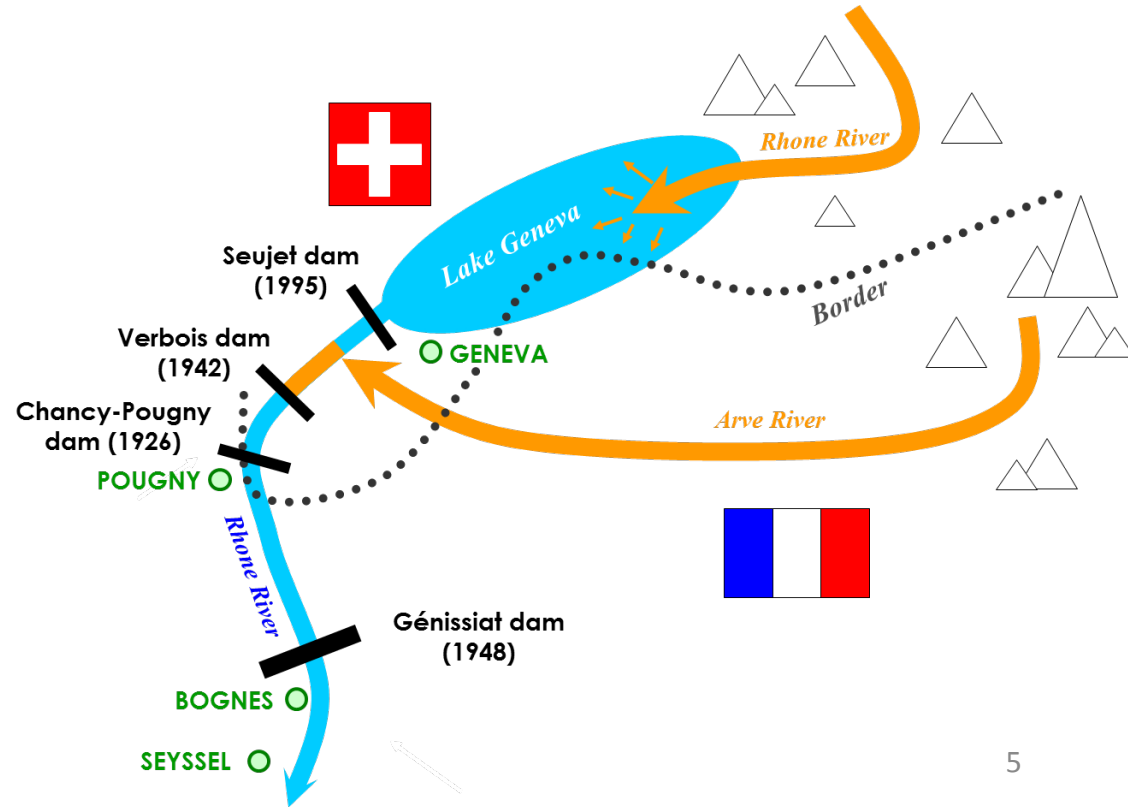 Rhone River
Lake Geneva
Seujet dam
(1995)
Border
Verbois dam
(1942)
GENEVA
Chancy-Pougny
dam (1926)
Arve River
POUGNY
Rhone River
Génissiat dam
(1948)
BOGNES
SEYSSEL
5